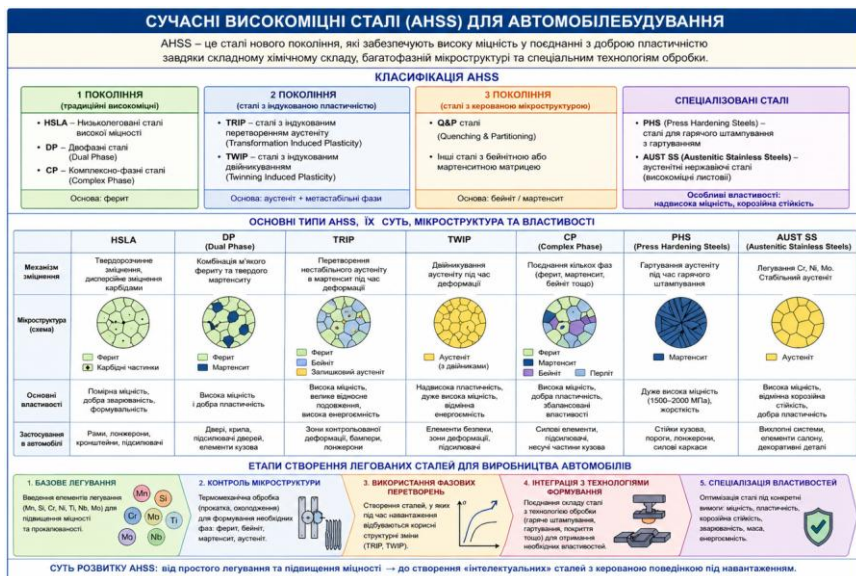 СУЧАСНІ ВИСОКОМІЦНІ СТАЛІ (AHSS) ДЛЯ АВТОМОБІЛЕБУДУВАННЯ
AHSS – це сталі нового покоління, які забезпечують високу міцність у поєднанні з доброю пластичністю
завдяки складному хімічному складу, багатофазній мікроструктурі та спеціальним технологіям обробки.
КЛАСИФІКАЦІЯ AHSS
1 ПОКОЛІННЯ
(традиційні високоміцні)
• HSLA – Низьколеговані сталі
високої міцності
• DP – Двофазні сталі
(Dual Phase)
• CP – Комплексно-фазні сталі
(Complex Phase)
Основа: ферит
2 ПОКОЛІННЯ
(сталі з індукованою пластичністю)
• TRIP – сталі з індукованим
перетворенням аустеніту
(Transformation Induced Plasticity)
• TWIP – сталі з індукованим
двійникуванням
(Twinning Induced Plasticity)
Основа: аустеніт + метастабільні фази
3 ПОКОЛІННЯ
(сталі з керованою мікроструктурою)
• Q&P сталі
(Quenching & Partitioning)
• Інші сталі з бейнітною або
мартенситною матрицею
Основа: бейніт / мартенсит
СПЕЦІАЛІЗОВАНІ СТАЛІ
• PHS (Press Hardening Steels) –
сталі для гарячого штампування
з гартуванням
• AUST SS (Austenitic Stainless Steels) –
аустенітні нержавіючі сталі
(високоміцні листові)
Особливі властивості:
надвисока міцність, корозійна стійкість
ОСНОВНІ ТИПИ AHSS, ЇХ СУТЬ, МІКРОСТРУКТУРА ТА ВЛАСТИВОСТІ
HSLA
DP
(Dual Phase)
TRIP
TWIP
CP
(Complex Phase)
PHS
(Press Hardening Steels)
AUST SS
(Austenitic Stainless Steels)
Механізм
зміцнення
Твердорозчинне
зміцнення,
дисперсійне зміцнення
карбідами
Комбінація м'якого
фериту та твердого
мартенситу
Перетворення
нестабільного аустеніту
в мартенсит під час
деформації
Двійникування
аустеніту під час
деформації
Поєднання кількох фаз
(ферит, мартенсит,
бейніт тощо)
Гартування аустеніту
під час гарячого
штампування
Легування Cr, Ni, Mo.
Стабільний аустеніт
Мікроструктура
(схема)
Ферит
Карбідні частинки
Ферит
Мартенсит
Ферит
Бейніт
Залишковий аустеніт
Аустеніт
(з двійниками)
Ферит
Мартенсит
Бейніт
Перліт
Мартенсит
Аустеніт
Основні
властивості
Помірна міцність,
добра зварюваність,
формувальність
Висока міцність
і добра пластичність
Висока міцність,
велике відносне
подовження,
висока енергоємність
Надвисока пластичність,
дуже висока міцність,
відмінна
енергоємність
Висока міцність,
добра пластичність,
збалансовані
властивості
Дуже висока міцність
(1500–2000 МПа),
жорсткість
Висока міцність,
відмінна корозійна
стійкість,
добра пластичність
Застосування
в автомобілі
Рами, лонжерони,
кронштейни, підсилювачі
Двері, крила,
підсилювачі дверей,
елементи кузова
Зони контрольованої
деформації, бампери,
лонжерони
Елементи безпеки,
зони деформації,
підсилювачі
Силові елементи,
підсилювачі,
несучі частини кузова
Стійки кузова,
пороги, лонжерони,
силові каркаси
Вихлопні системи,
елементи салону,
декоративні деталі
ЕТАПИ СТВОРЕННЯ ЛЕГОВАНИХ СТАЛЕЙ ДЛЯ ВИРОБНИЦТВА АВТОМОБІЛІВ
1. БАЗОВЕ ЛЕГУВАННЯ
Введення елементів легування
(Mn, Si, Cr, Ni, Ti, Nb, Mo) для
підвищення міцності
та прокалюваності.
Mn
Si
Cr
Mo
Ti
Mo
Nb
2. КОНТРОЛЬ МІКРОСТРУКТУРИ
Термомеханічна обробка
(прокатка, охолодження)
для формування необхідних
фаз: ферит, бейніт,
мартенсит, аустеніт.
3. ВИКОРИСТАННЯ ФАЗОВИХ
ПЕРЕТВОРЕНЬ
Створення сталей, у яких
під час навантаження
відбуваються корисні
структурні зміни
(TRIP, TWIP).
4. ІНТЕГРАЦІЯ З ТЕХНОЛОГІЯМИ
ФОРМУВАННЯ
Поєднання складу сталі
з технологією обробки
(гаряче штампування,
гартування, покриття
тощо) для отримання
необхідних властивостей.
5. СПЕЦІАЛІЗАЦІЯ ВЛАСТИВОСТЕЙ
Оптимізація сталі під конкретні
вимоги: міцність, пластичність,
корозійна стійкість,
зварюваність, маса,
енергоємність.
СУТЬ РОЗВИТКУ AHSS: від простого легування та підвищення міцності → до створення «інтелектуальних» сталей з керованою поведінкою під навантаженням.